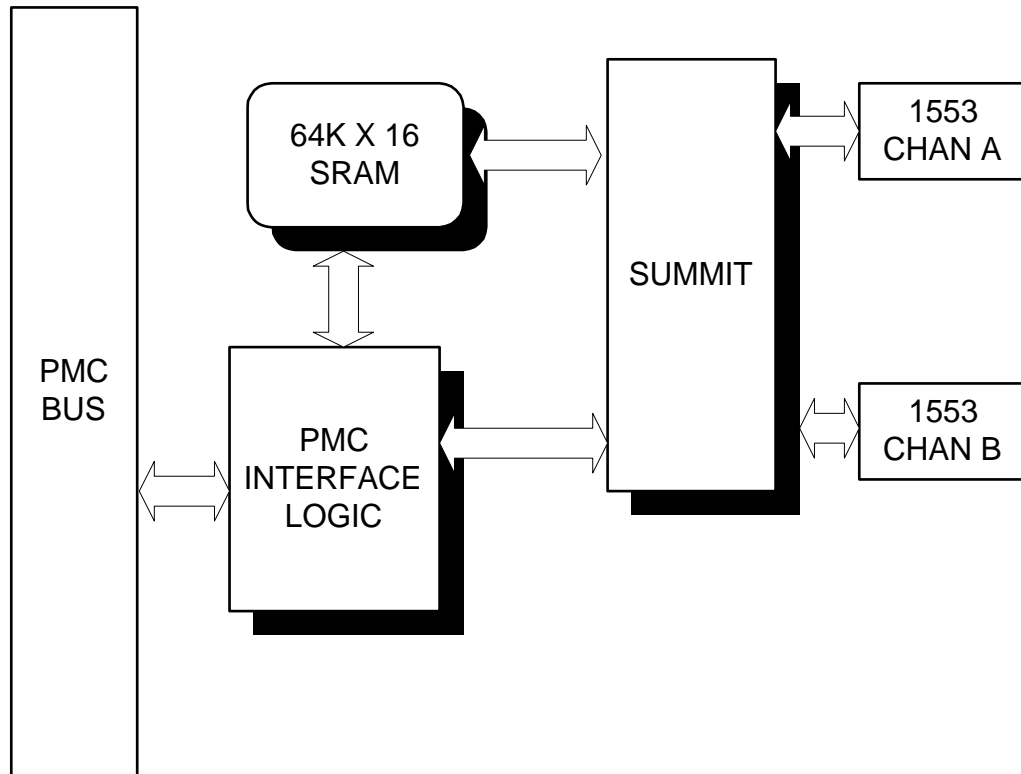 64K X 16
SRAM
1553
CHAN A
SUMMIT
PMC
BUS
PMC
INTERFACE
LOGIC
1553
CHAN B